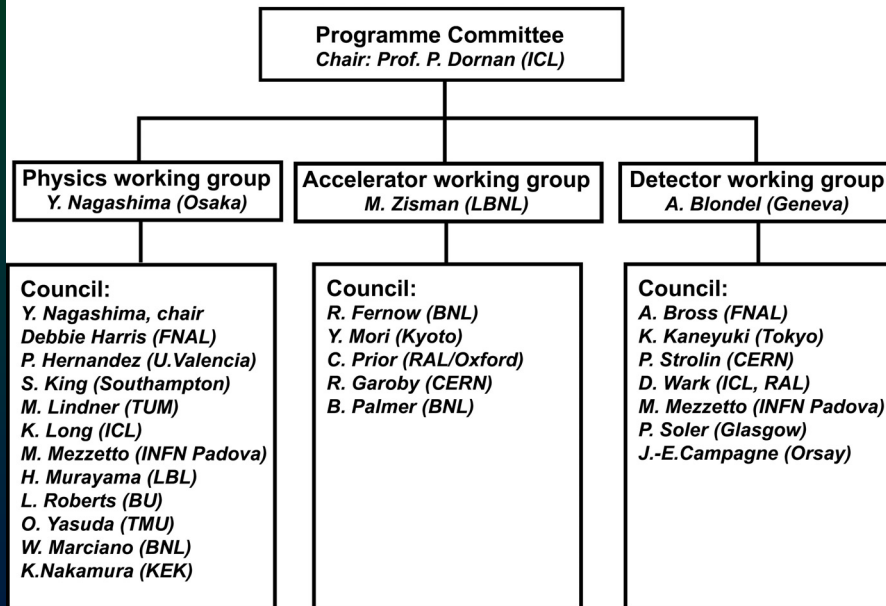 Programme Committee
Chair: Prof. P. Dornan (ICL)
Physics working group
Y. Nagashima (Osaka)
Accelerator working group
M. Zisman (LBNL)
Detector working group
A. Blondel (Geneva)
Council:
Y. Nagashima, chair
Debbie Harris (FNAL)
P. Hernandez (U.Valencia)
S. King (Southampton)
M. Lindner (TUM)
K. Long (ICL)
M. Mezzetto (INFN Padova)
H. Murayama (LBL)
L. Roberts (BU)
O. Yasuda (TMU)
W. Marciano (BNL)
K.Nakamura (KEK)
Council:
R. Fernow (BNL)
Y. Mori (Kyoto)
C. Prior (RAL/Oxford)
R. Garoby (CERN)
B. Palmer (BNL)
Council:
A. Bross (FNAL)
K. Kaneyuki (Tokyo)
P. Strolin (CERN)
D. Wark (ICL, RAL)
M. Mezzetto (INFN Padova)
P. Soler (Glasgow)
J.-E.Campagne (Orsay)